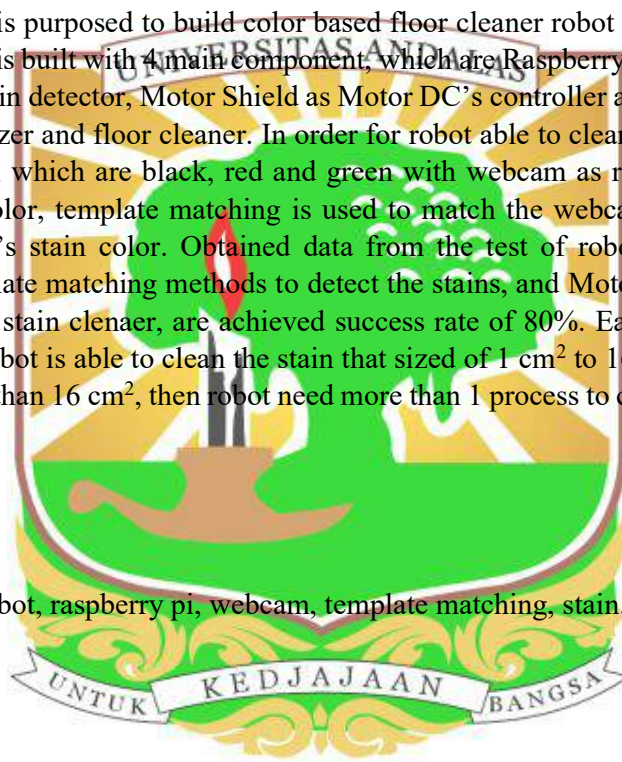 is purposed to build color based floor cleaner robot
UNIVERSITAS ANDALAS
is built with 4 main component, which are Raspberry
in detector, Motor Shield as Motor DC's controller a
zer and floor cleaner. In order for robot able to clean
which are black, red and green with webcam as r
olor, template matching is used to match the webca
's stain color. Obtained data from the test of robo
late matching methods to detect the stains, and Moto
stain clenaer, are achieved success rate of 80%. Ea
bot is able to clean the stain that sized of 1 cm² to 16
than 16 cm², then robot need more than 1 process to c
bot, raspberry pi, webcam, template matching, stain.
UNTUK KEDJAJAAN BANGSA